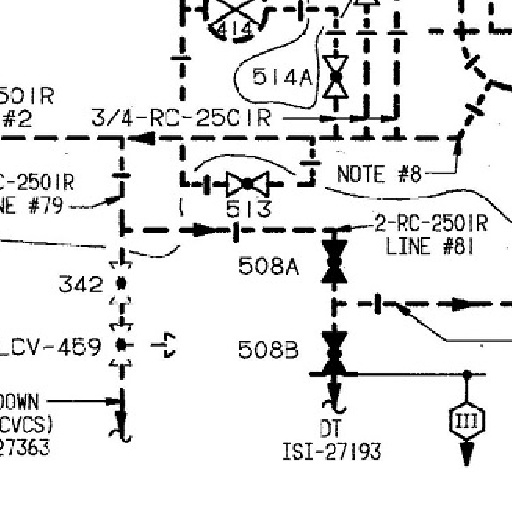 414
514A
501R
#2
3/4-RC-2501R
C-2501R
NE #79
NOTE #8
513
2-RC-2501R
LINE #81
508A
342
LCV-459
508B
DOWN
(CVCS)
27363
DT
ISI-27193
III